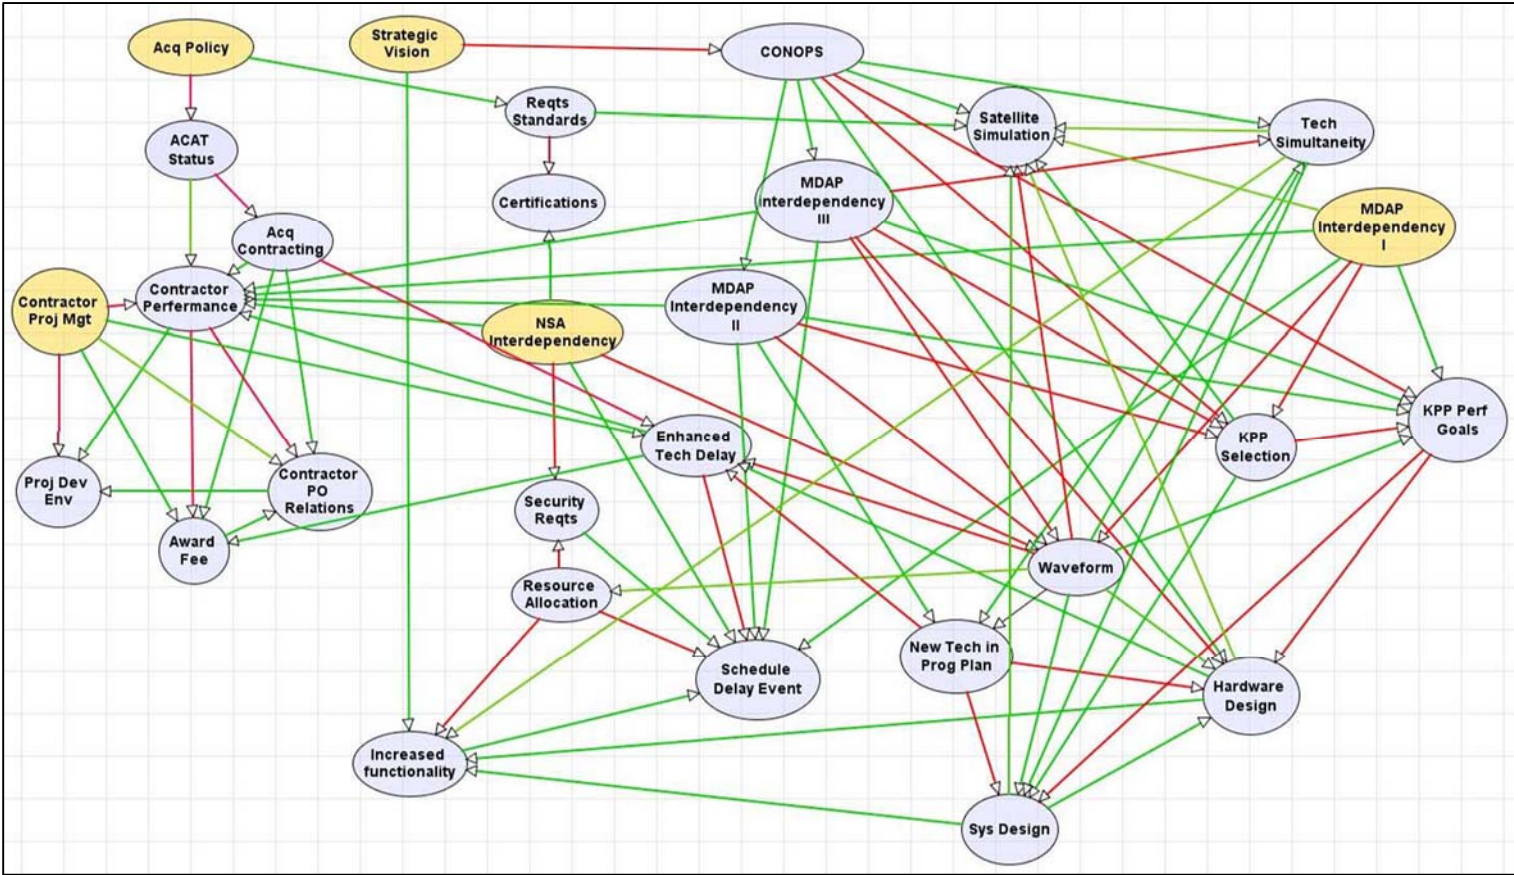 Acq Policy
Strategic
Vision
CONOPS
Reqts
Standards
Satellite
Simulation
Tech
Simultaneity
ACAT
Status
Certifications
MDAP
Interdependency
III
MDAP
Interdependency
I
Acq
Contracting
Contractor
Proj Mgt
Contractor
Perfermance
NSA
Interdependency
MDAP
Interdependency
II
Enhanced
Tech Delay
KPP
Selection
KPP Perf
Goals
Proj Dev
Env
Contractor
PO
Relations
Security
Reqts
Award
Fee
Resource
Allocation
Waveform
New Tech in
Prog Plan
Schedule
Delay Event
Hardware
Design
Increased
functionality
Sys Design